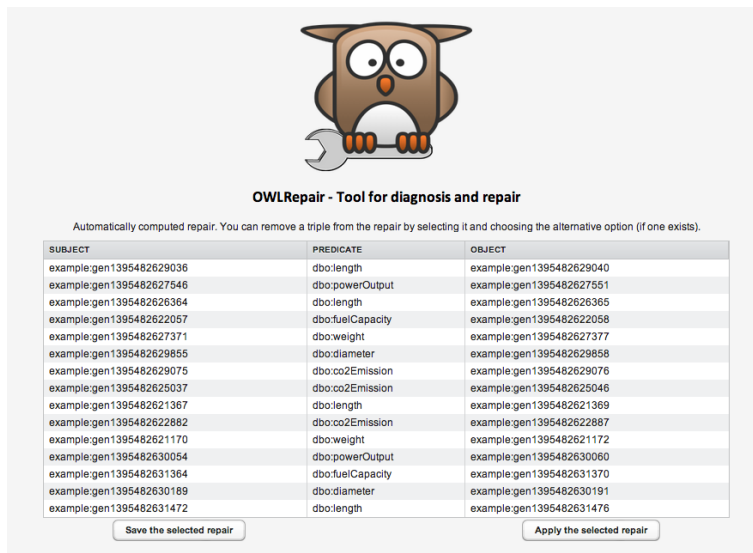 OWLRepair - Tool for diagnosis and repair
Automatically computed repair. You can remove a triple from the repair by selecting it and choosing the alternative option (if one exists).
SUBJECT PREDICATE OBJECT
example:gen1395482629036 dbo:length example:gen1395482629040
example:gen1395482627546 dbo:powerOutput example:gen1395482627551
example:gen1395482626364 dbo:length example:gen1395482626365
example:gen1395482622057 dbo:fuelCapacity example:gen1395482622058
example:gen1395482627371 dbo:weight example:gen1395482627377
example:gen1395482629855 dbo:diameter example:gen1395482629858
example:gen1395482629075 dbo:co2Emission example:gen1395482629076
example:gen1395482625037 dbo:co2Emission example:gen1395482625046
example:gen1395482621367 dbo:length example:gen1395482621369
example:gen1395482622882 dbo:co2Emission example:gen1395482622887
example:gen1395482621170 dbo:weight example:gen1395482621172
example:gen1395482630054 dbo:powerOutput example:gen1395482630060
example:gen1395482631364 dbo:fuelCapacity example:gen1395482631370
example:gen1395482630189 dbo:diameter example:gen1395482630191
example:gen1395482631472 dbo:length example:gen1395482631476
Save the selected repair Apply the selected repair